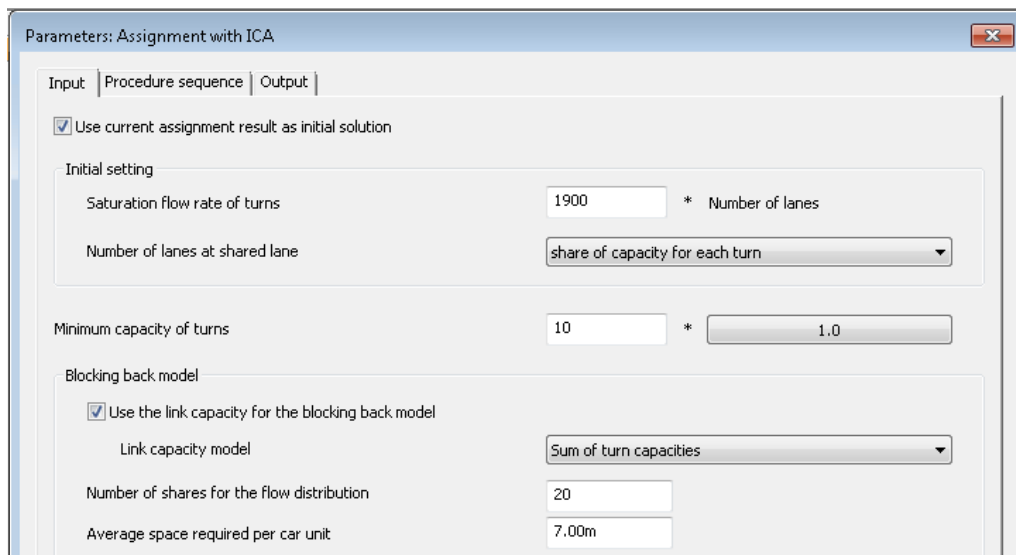 Parameters: Assignment with ICA
Input Procedure sequence Output
Use current assignment result as initial solution
Initial setting
Saturation flow rate of turns 1900 * Number of lanes
Number of lanes at shared lane share of capacity for each turn
Minimum capacity of turns 10 * 1.0
Blocking back model
Use the link capacity for the blocking back model
Link capacity model Sum of turn capacities
Number of shares for the flow distribution 20
Average space required per car unit 7.00m